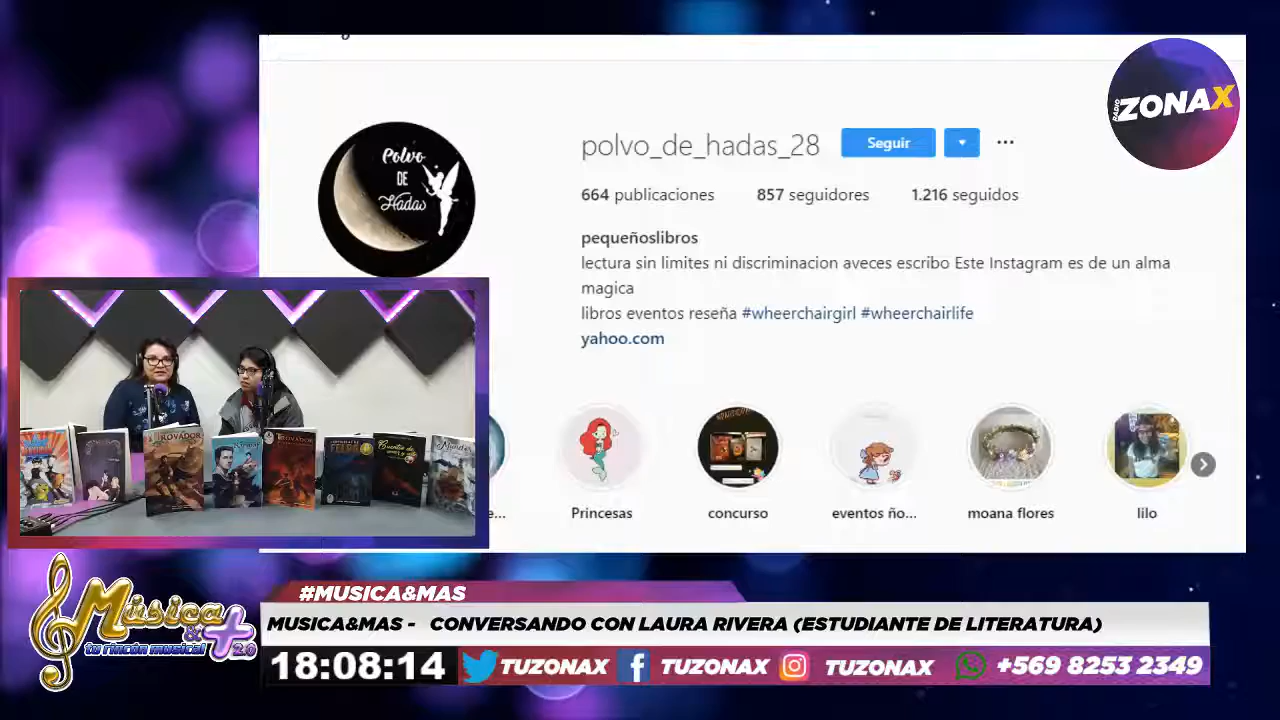 RADIO
ZONAX
polvo_de_hadas_28
Seguir
664 publicaciones 857 seguidores 1.216 seguidos
Polvo
DE
Hadas
pequeñoslibros
lectura sin limites ni discriminacion aveces escribo Este Instagram es de un alma
magica
libros eventos reseña #wheerchairgirl #wheerchairlife
yahoo.com
e...
Princesas
concurso
eventos ño...
moana flores
lilo
Música
& +
tu rincón musical 2.0
#MUSICA&MAS
MUSICA&MAS - CONVERSANDO CON LAURA RIVERA (ESTUDIANTE DE LITERATURA)
18:08:14
TUZONAX
TUZONAX
TUZONAX
+569 8253 2349